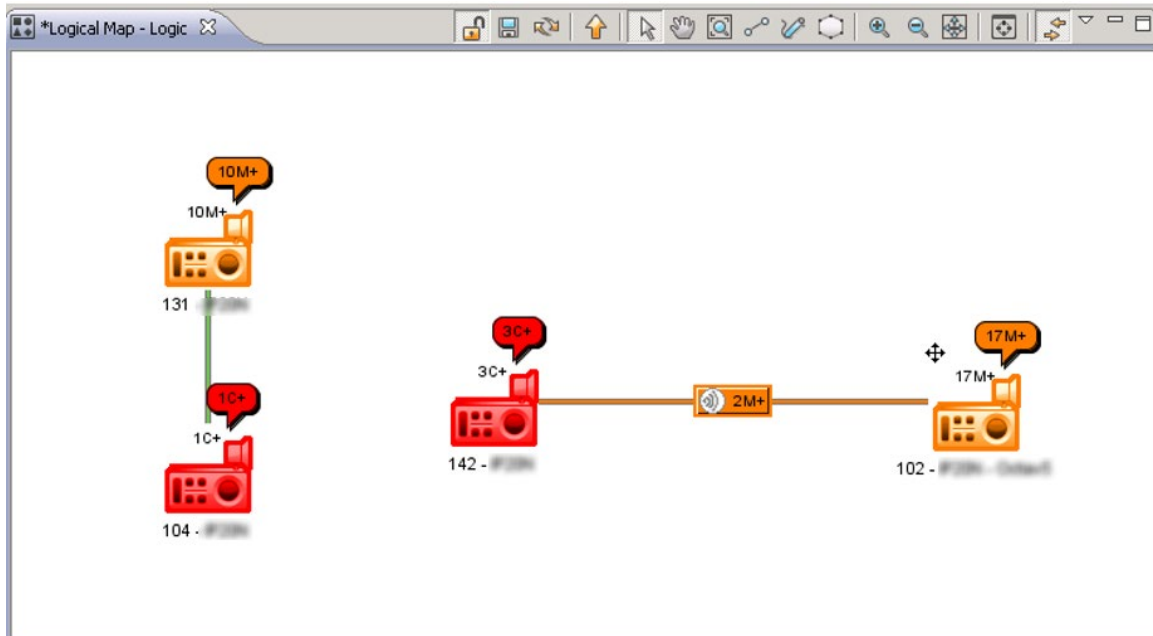 *Logical Map - Logic
10M+
10M+
131 -
1C+
1C+
104 -
3C+
3C+
142 -
2M+
17M+
17M+
102 -